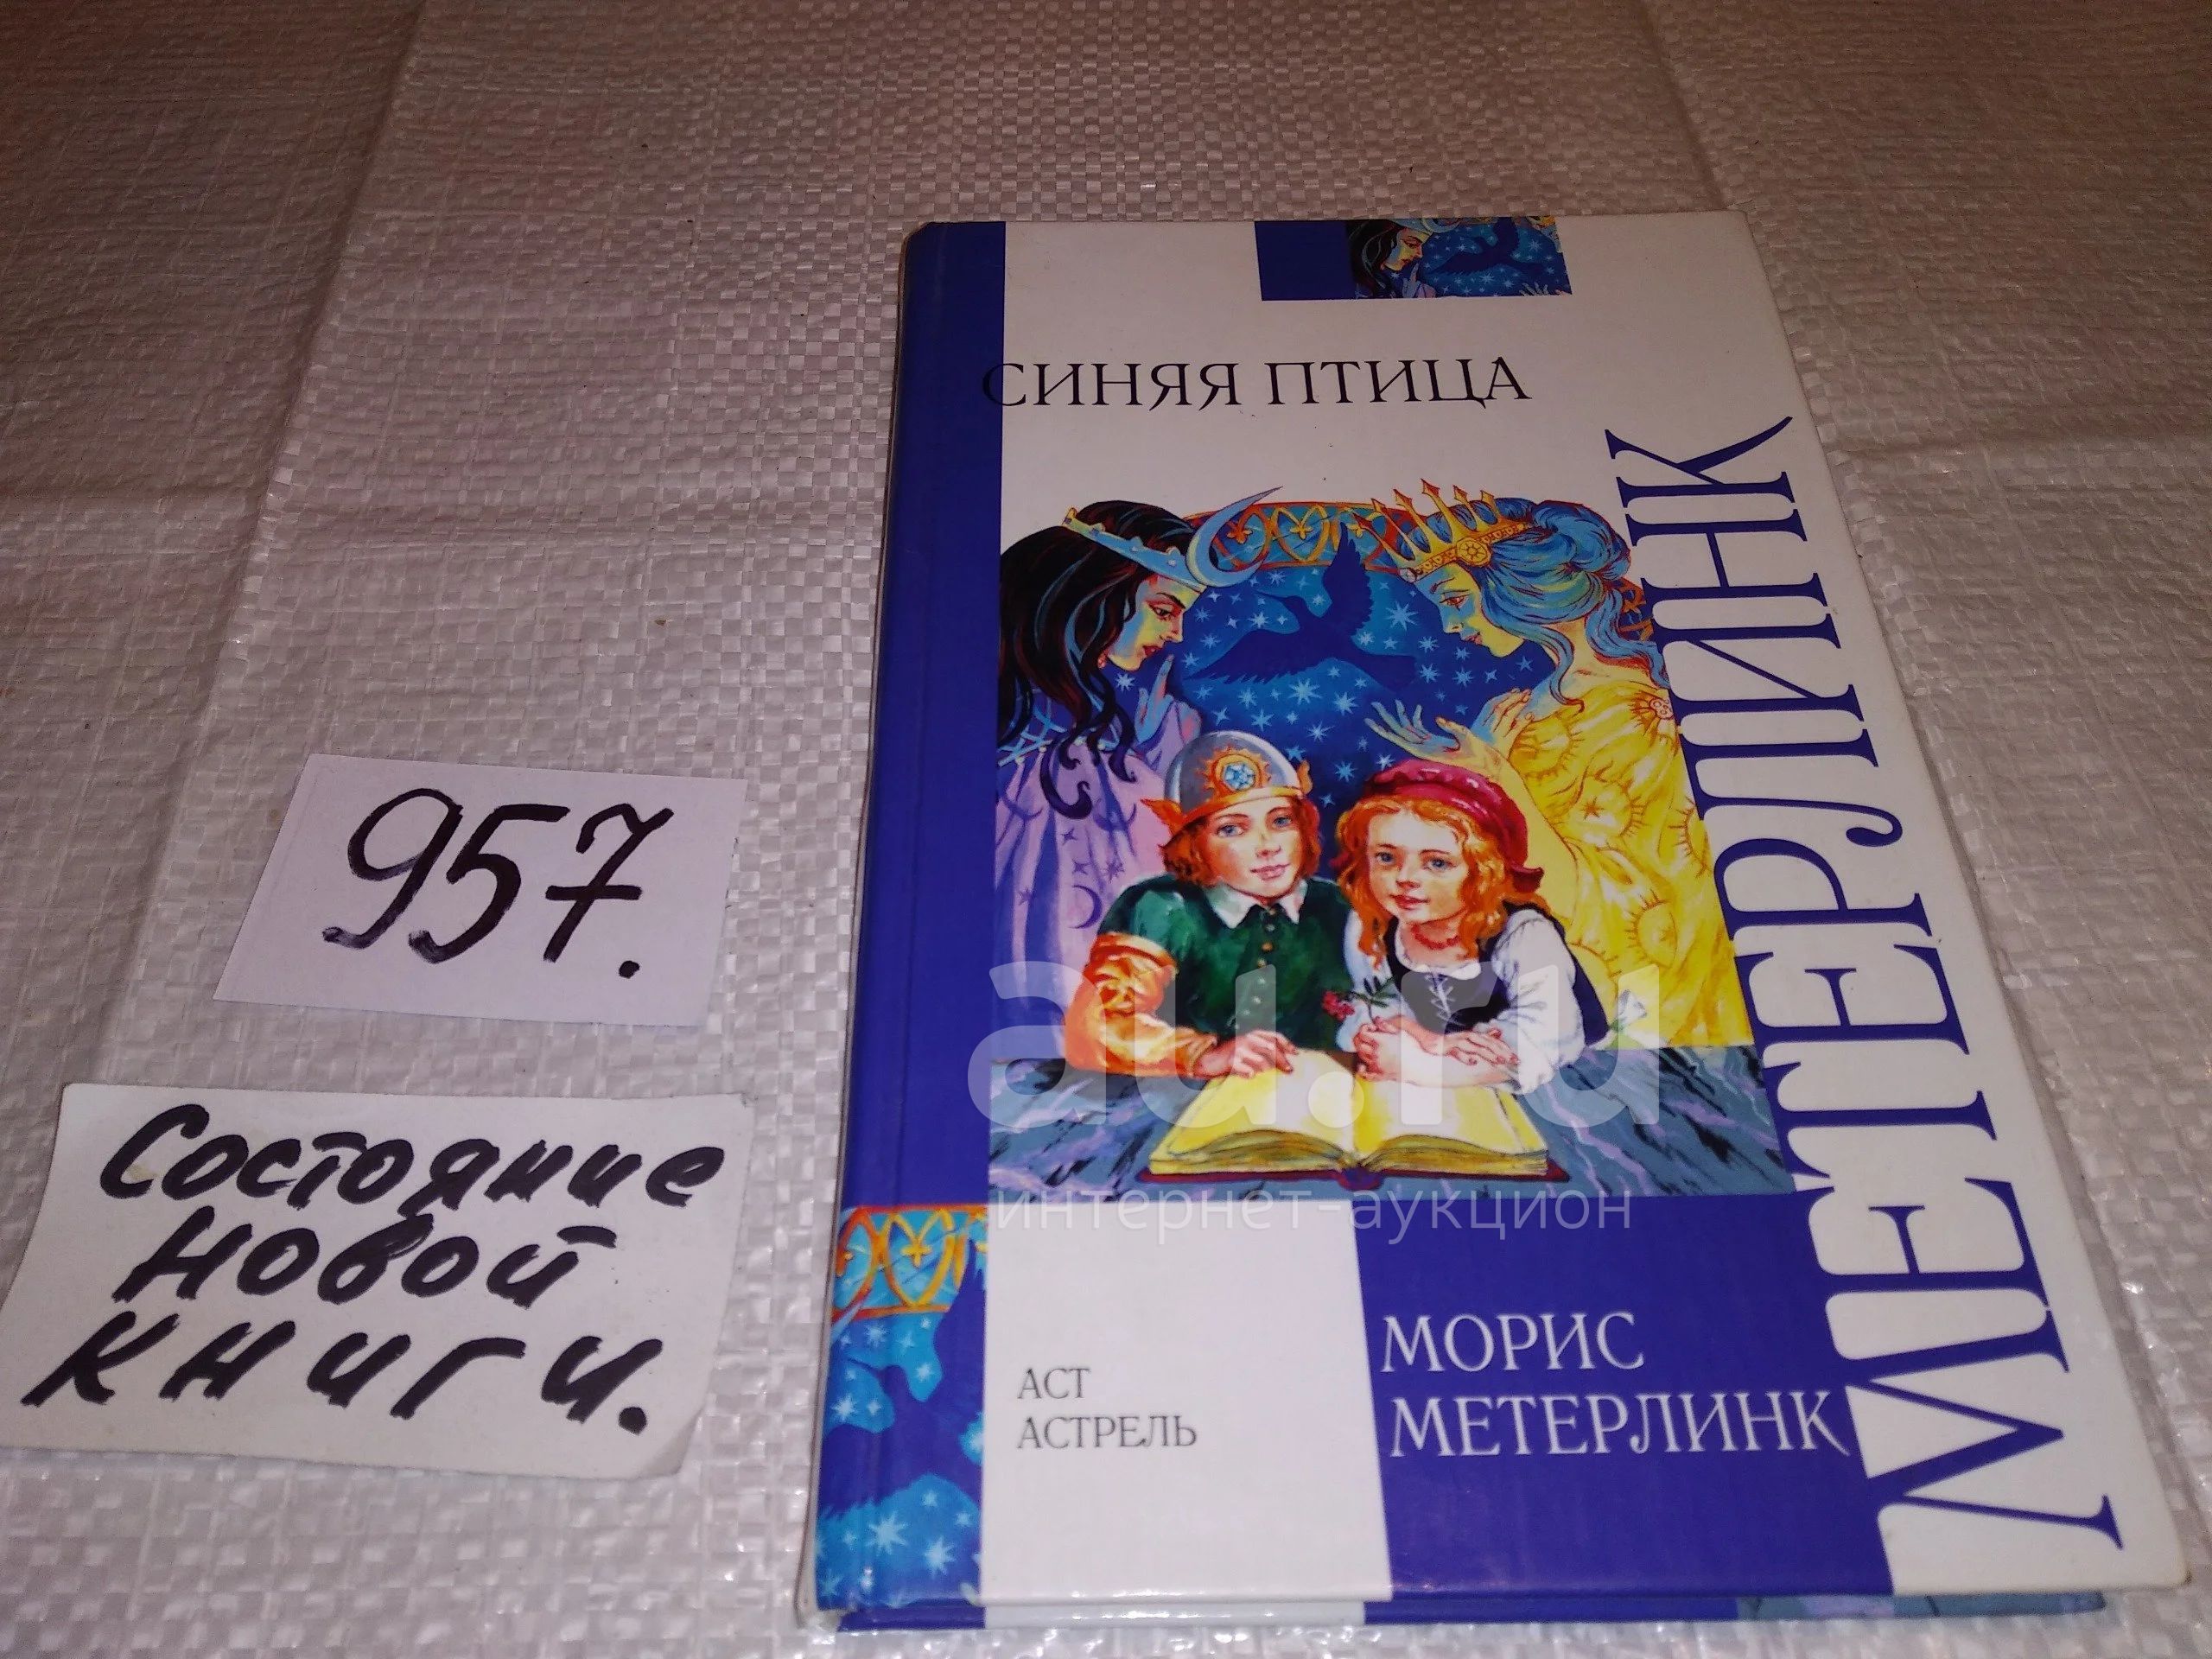 СИНЯЯ ПТИЦА
МЕТЕРЛИНК
957.
Состояние
новой
книги.
au.ru
интернет-аукцион
АСТ
АСТРЕЛЬ
МОРИС
МЕТЕРЛИНК